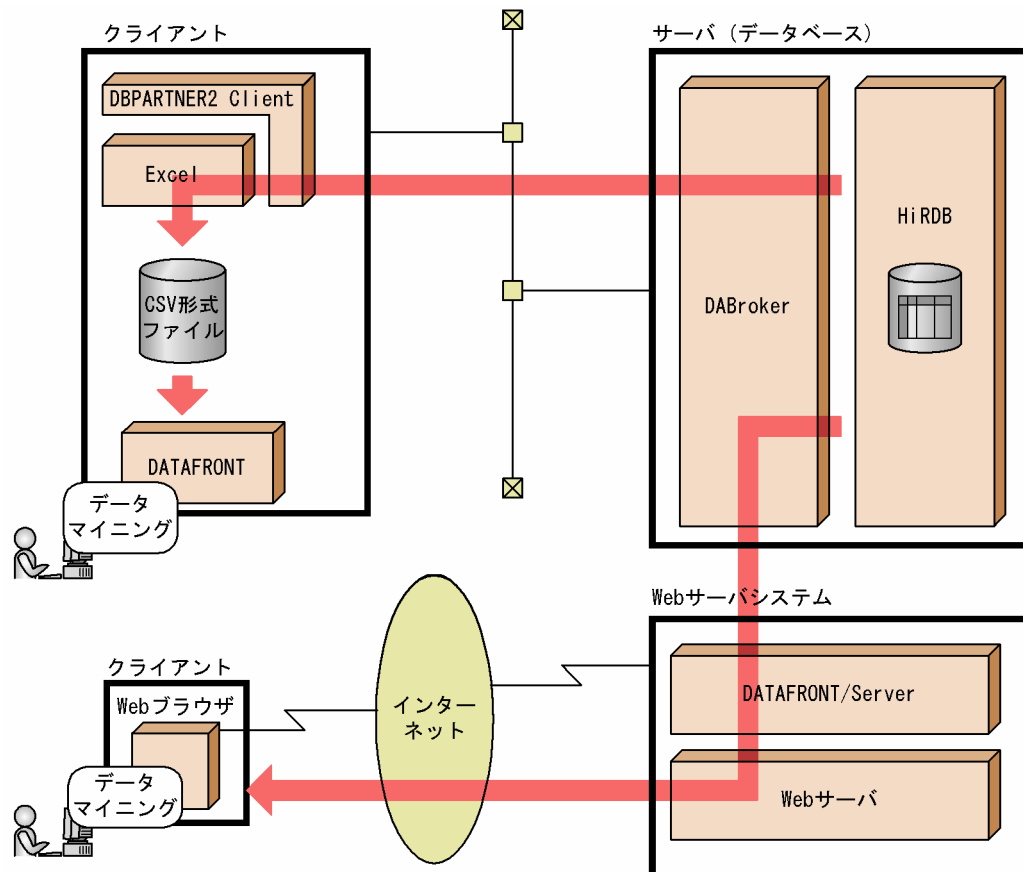 クライアント
DBPARTNER2 Client
Excel
CSV形式
ファイル
DATAFRONT
データ
マイニング
サーバ（データベース）
DABroker
HiRDB
Webサーバシステム
DATAFRONT/Server
Webサーバ
インター
ネット
クライアント
Webブラウザ
データ
マイニング